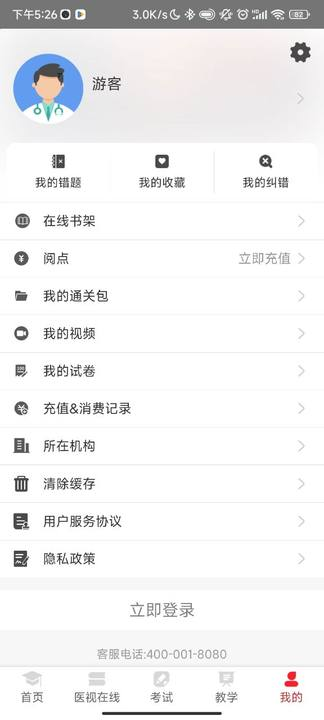 下午5:26
3.0K/s
HD
82
游客
我的错题
我的收藏
我的纠错
在线书架
阅点
立即充值
我的通关包
我的视频
我的试卷
充值&消费记录
所在机构
清除缓存
用户服务协议
隐私政策
立即登录
客服电话:400-001-8080
首页
医视在线
考试
教学
我的